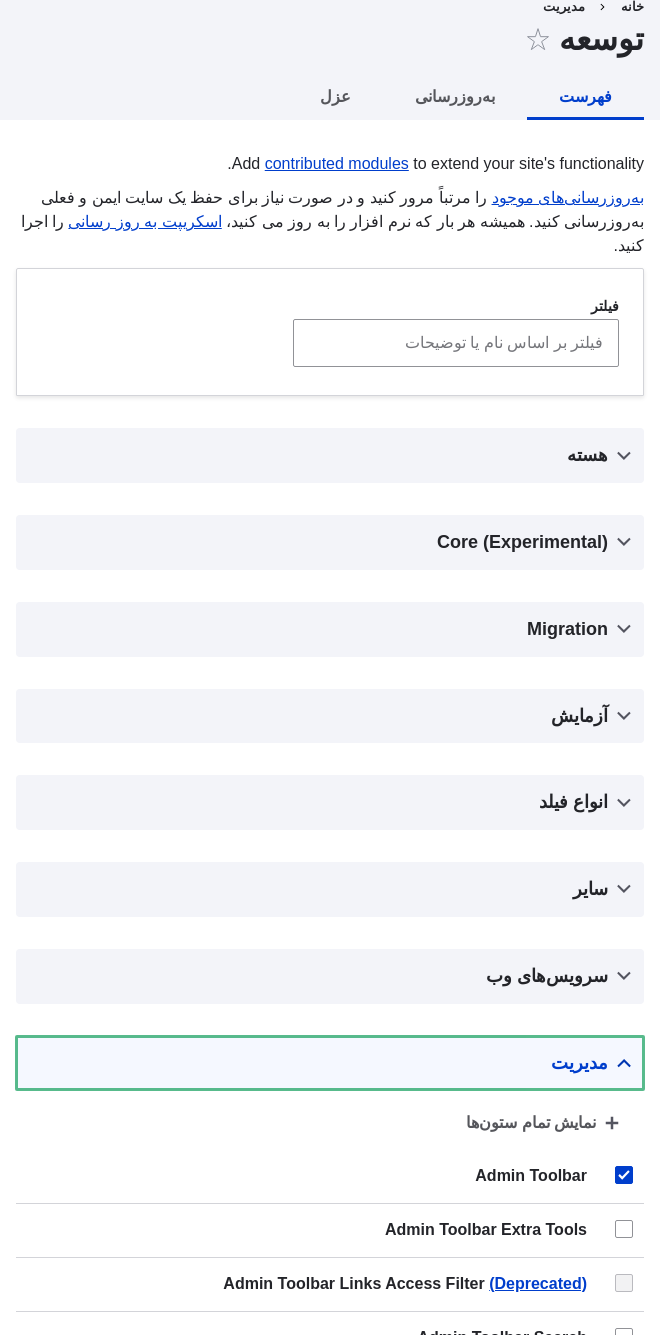 خانه › مدیریت
توسعه ☆
فهرست به‌روزرسانی عزل
Add contributed modules to extend your site's functionality.
به‌روزرسانی‌های موجود را مرتباً مرور کنید و در صورت نیاز برای حفظ یک سایت ایمن و فعلی
به‌روزرسانی کنید. همیشه هر بار که نرم افزار را به روز می کنید، اسکریپت به روز رسانی را اجرا
کنید.
فیلتر
فیلتر بر اساس نام یا توضیحات
هسته
Core (Experimental)
Migration
آزمایش
انواع فیلد
سایر
سرویس‌های وب
مدیریت
+ نمایش تمام ستون‌ها
Admin Toolbar
Admin Toolbar Extra Tools
Admin Toolbar Links Access Filter (Deprecated)
Admin Toolbar Search